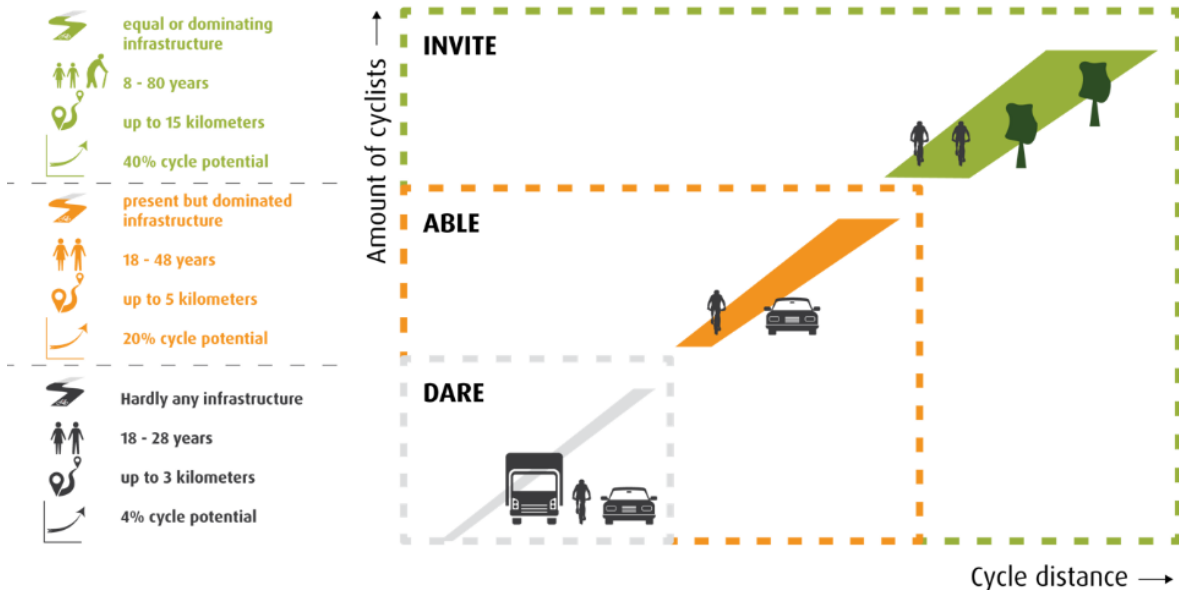 equal or dominating
infrastructure
8 - 80 years
up to 15 kilometers
40% cycle potential
present but dominated
infrastructure
18 - 48 years
up to 5 kilometers
20% cycle potential
Hardly any infrastructure
18 - 28 years
up to 3 kilometers
4% cycle potential
Amount of cyclists
INVITE
ABLE
DARE
Cycle distance